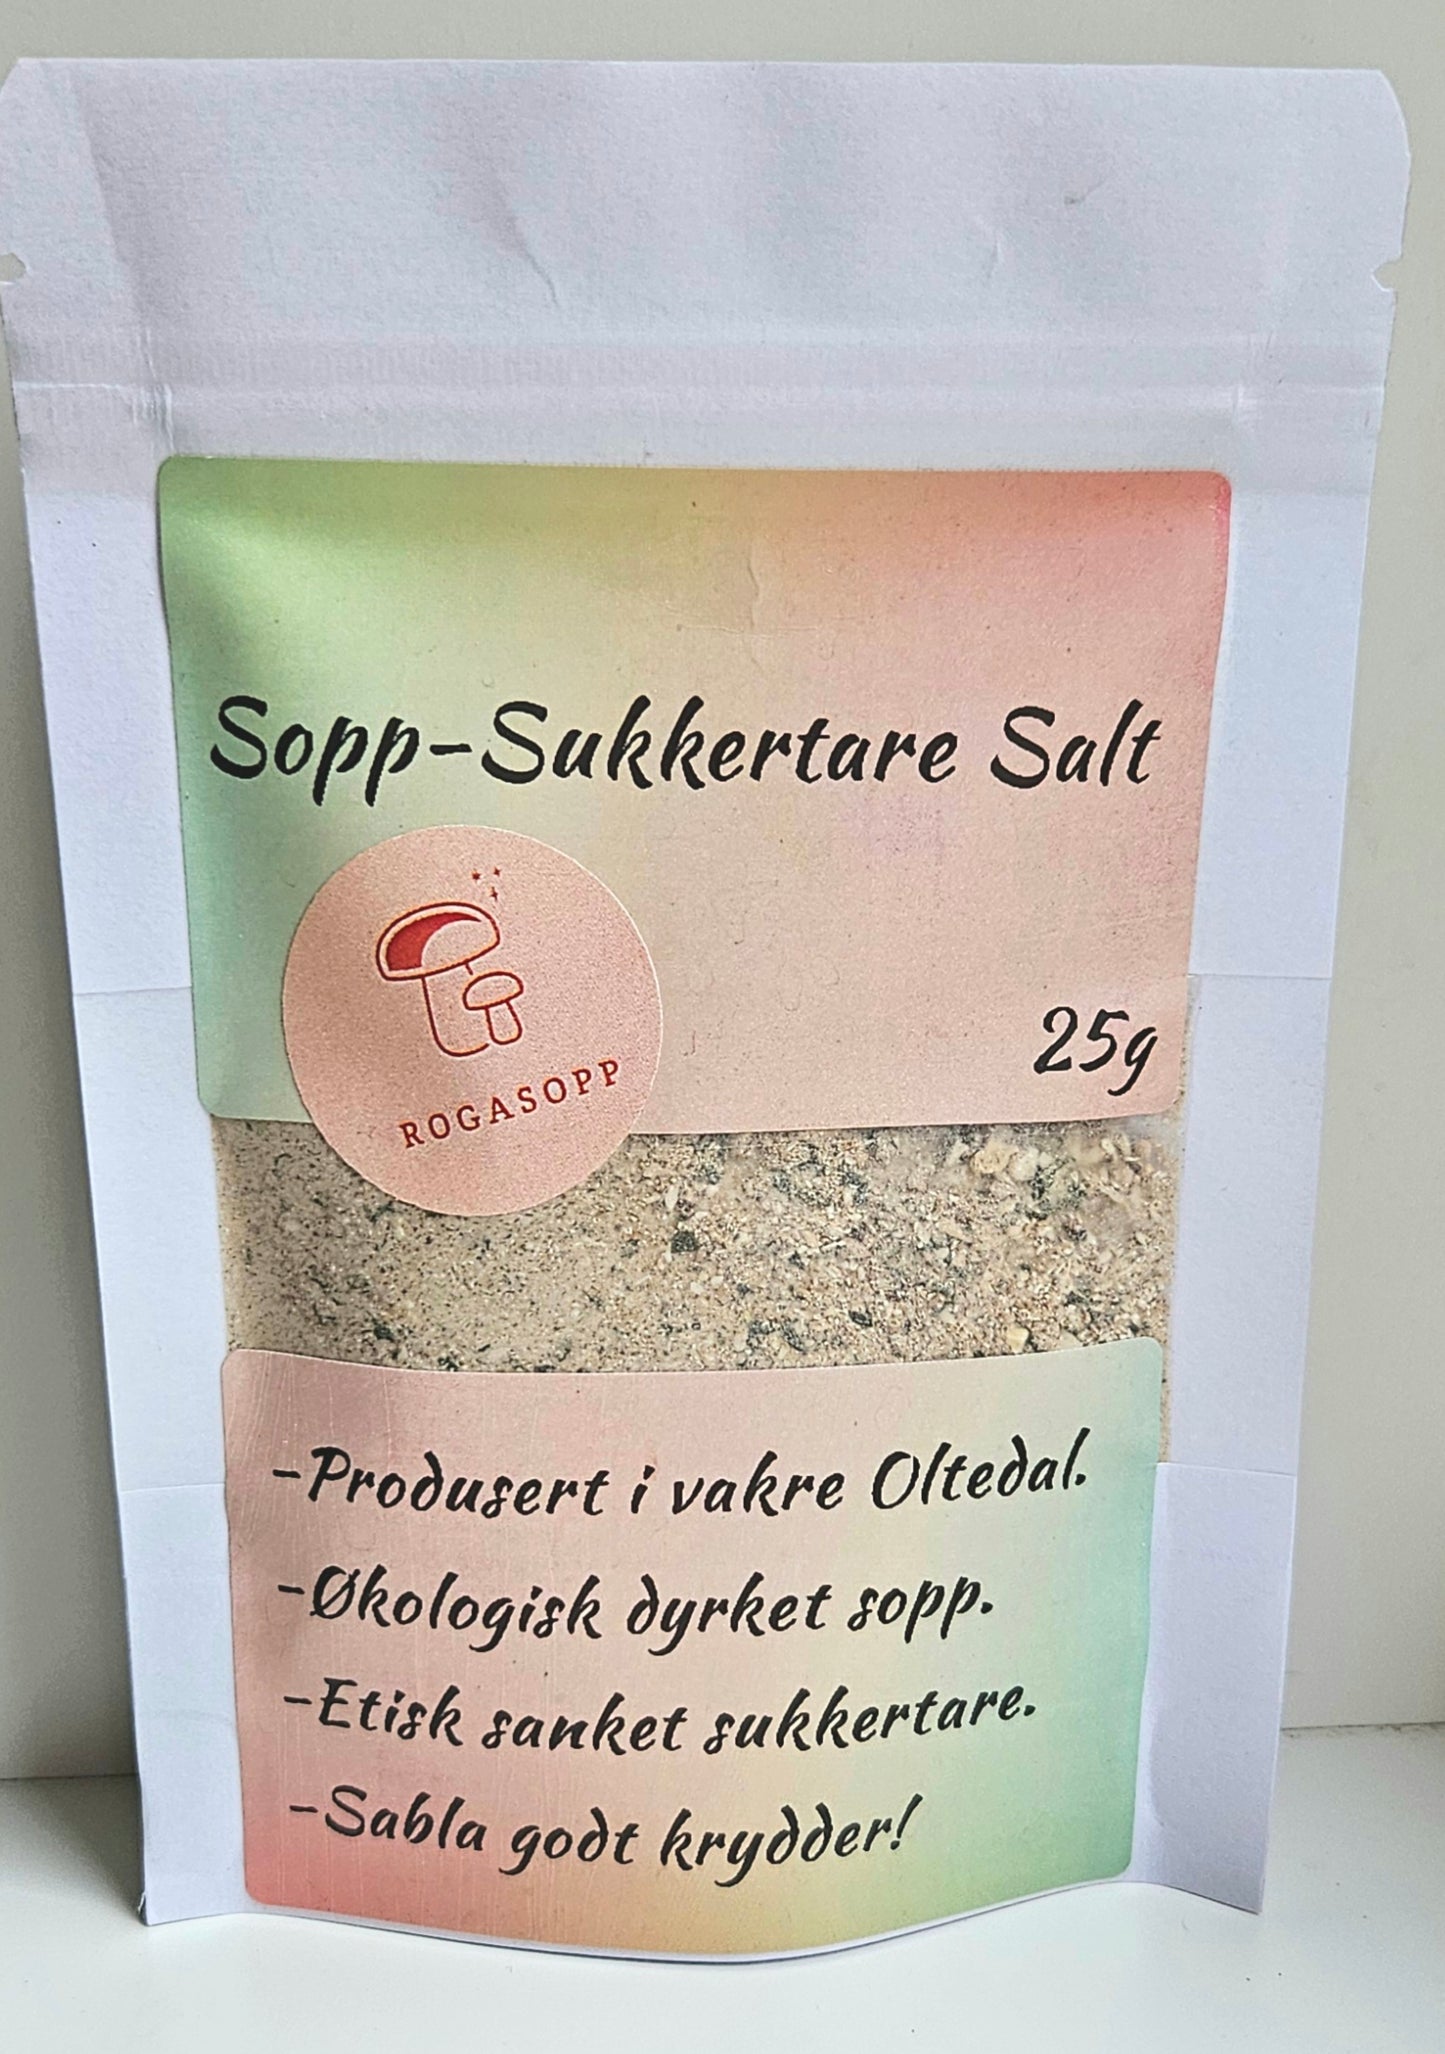 Sopp-Sukkertare Salt
ROGASOPP
25g
-Produsert i vakre Oltedal.
-Økologisk dyrket sopp.
-Etisk sanket sukkertare.
-Sabla godt krydder!